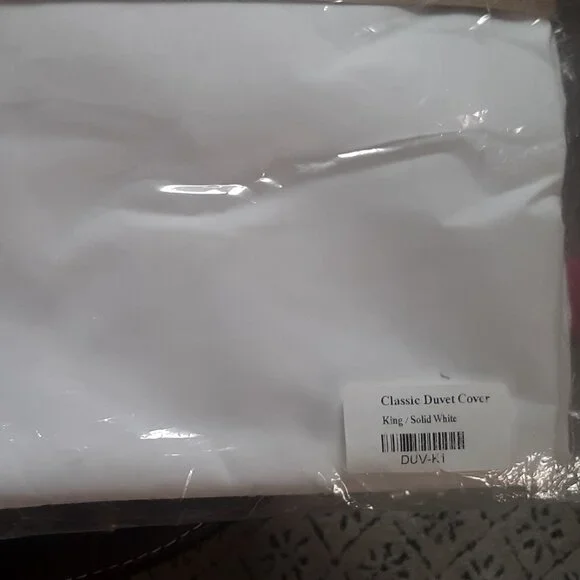 Classic Duvet Cover
King / Solid White
DUV-K1